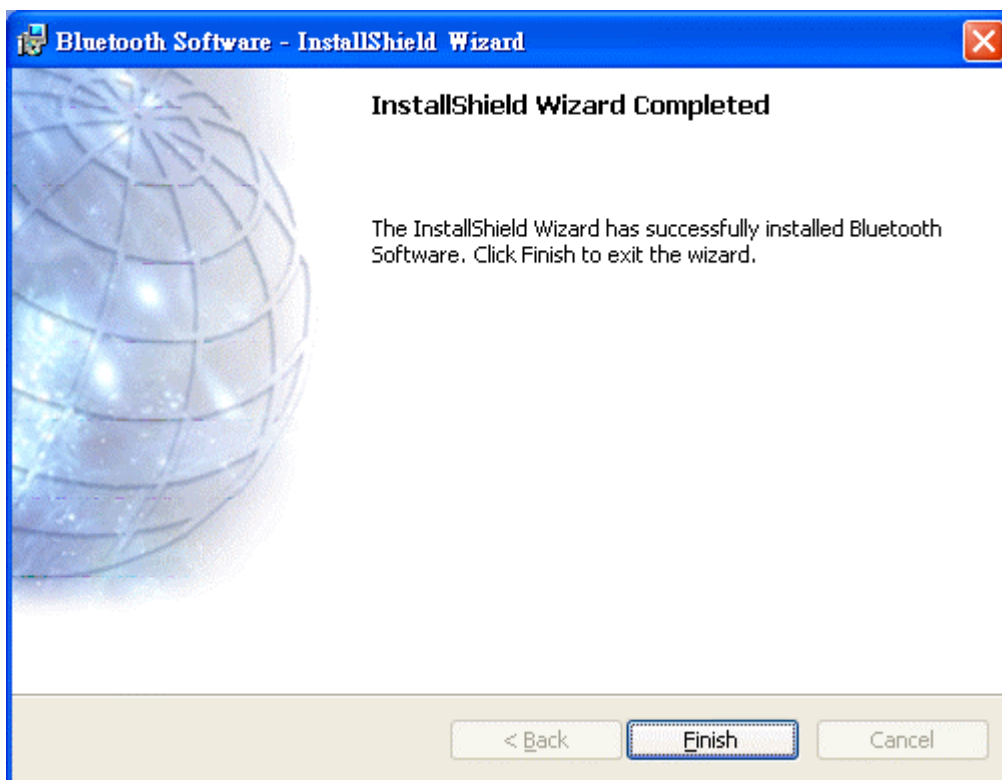 Bluetooth Software - InstallShield Wizard
InstallShield Wizard Completed
The InstallShield Wizard has successfully installed Bluetooth
Software. Click Finish to exit the wizard.
< Back
Finish
Cancel